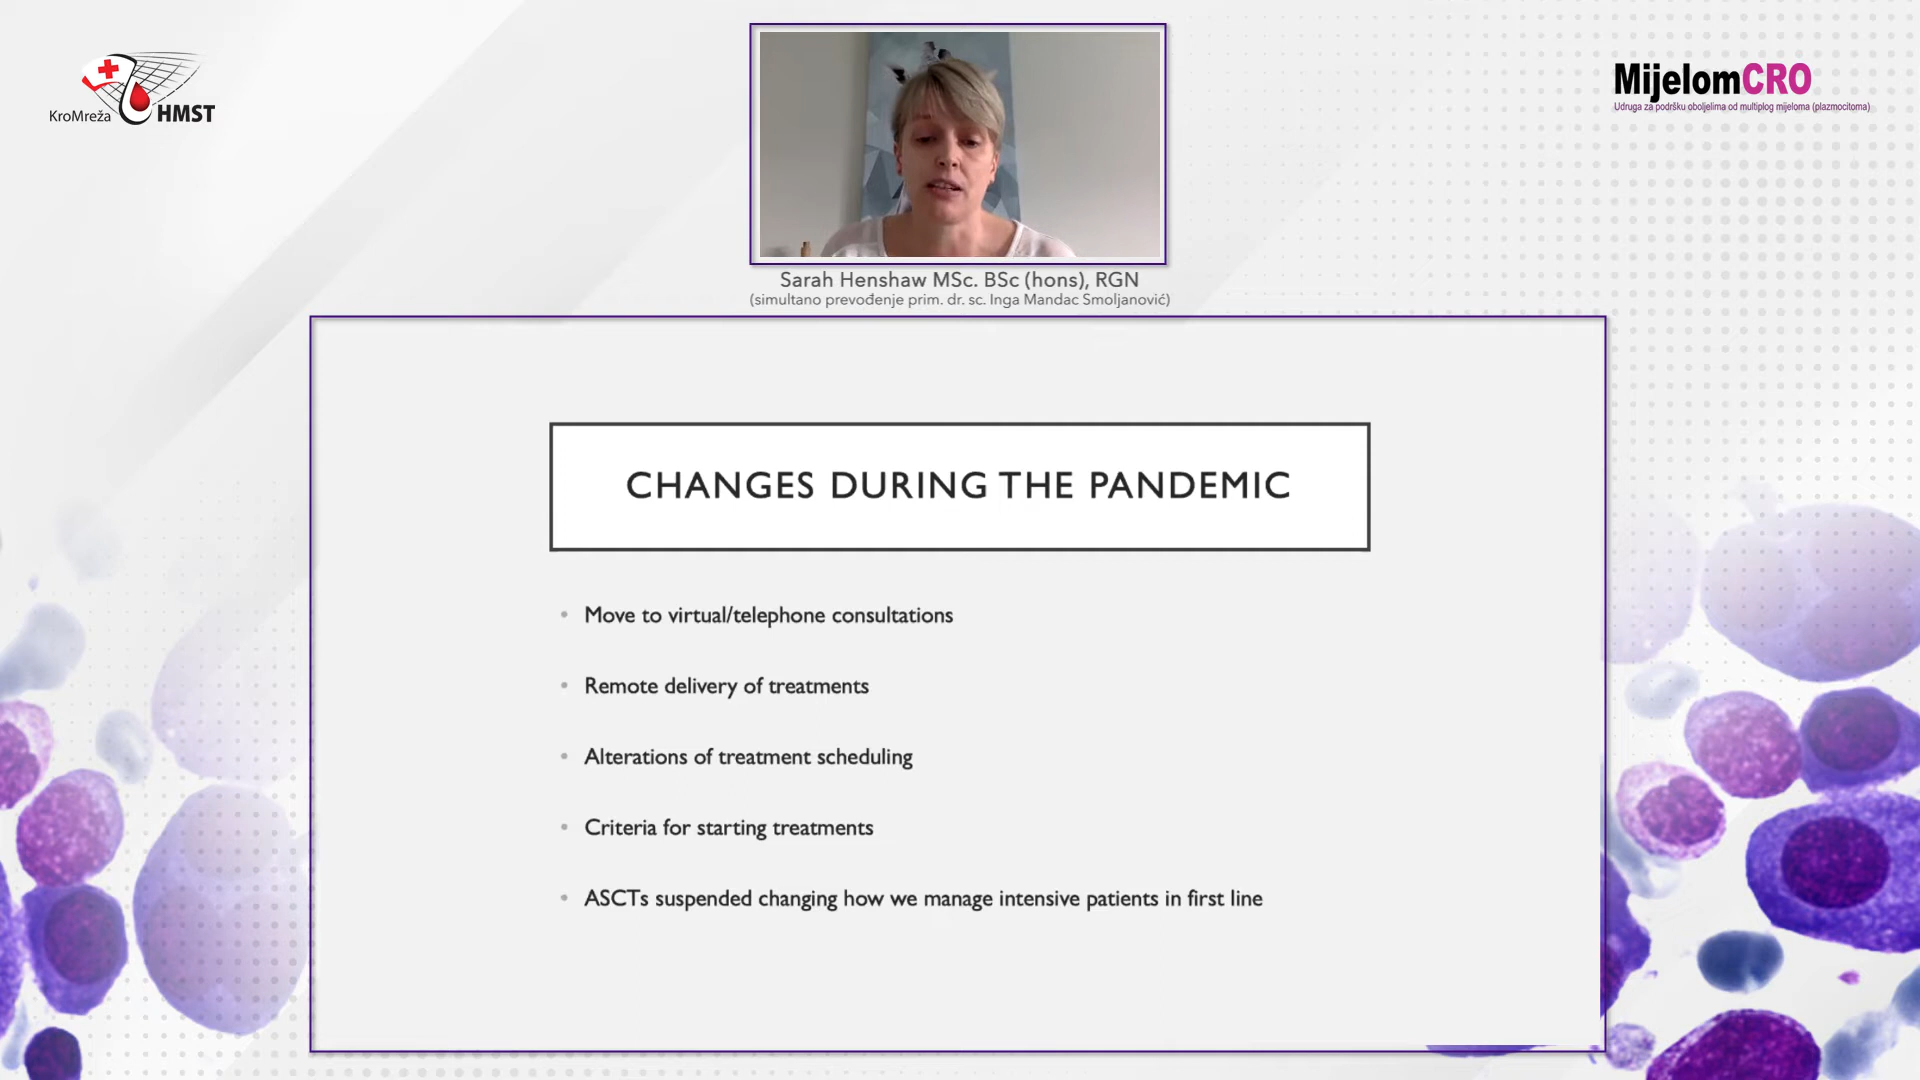 KroMreža HMST
MijelomCRO
Udruga za podršku oboljelima od multiplog mijeloma (plazmocitoma)
Sarah Henshaw MSc. BSc (hons), RGN
(simultano prevođenje prim. dr. sc. Inga Mandac Smoljanović)
CHANGES DURING THE PANDEMIC
• Move to virtual/telephone consultations
• Remote delivery of treatments
• Alterations of treatment scheduling
• Criteria for starting treatments
• ASCTs suspended changing how we manage intensive patients in first line